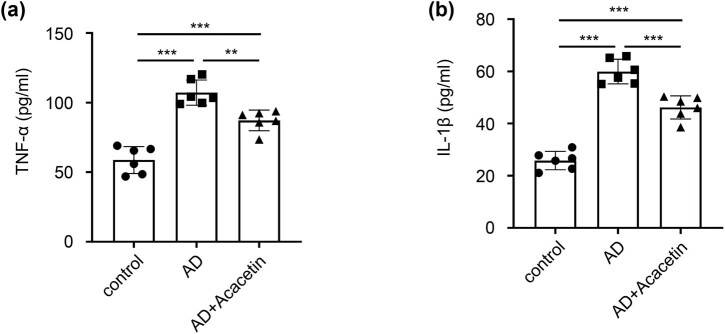 (a)
***
***
**
TNF-α (pg/ml)
150
100
50
0
control
AD
AD+Acacetin
(b)
***
***
***
IL-1β (pg/ml)
80
60
40
20
0
control
AD
AD+Acacetin